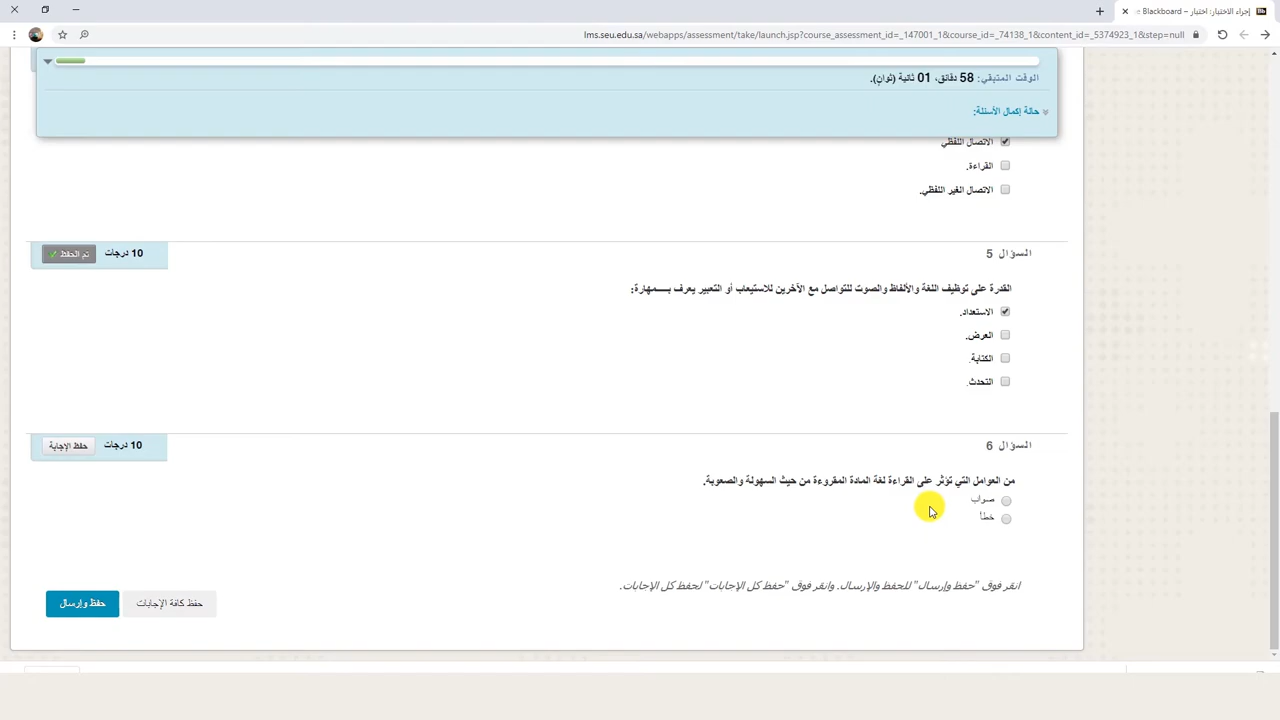 إجراء الاختبار: اختبار – Blackboard
lms.seu.edu.sa/webapps/assessment/take/launch.jsp?course_assessment_id=_147001_1&course_id=_74138_1&content_id=_5374923_1&step=null
الوقت المتبقي: 58 دقائق، 01 ثانية (ثوانٍ).
حالة إكمال الأسئلة:
الاتصال اللفظي
القراءة.
الاتصال الغير اللفظي.
السؤال 5
10 درجات
تم الحفظ
القدرة على توظيف اللغة والألفاظ والصوت للتواصل مع الآخرين للاستيعاب أو التعبير يعرف بـــــمهارة:
الاستعداد.
العرض.
الكتابة.
التحدث.
السؤال 6
10 درجات
حفظ الإجابة
من العوامل التي تؤثر على القراءة لغة المادة المقروءة من حيث السهولة والصعوبة.
صواب
خطأ
انقر فوق "حفظ وإرسال" للحفظ والإرسال. وانقر فوق "حفظ كل الإجابات" لحفظ كل الإجابات.
حفظ كافة الإجابات
حفظ وإرسال